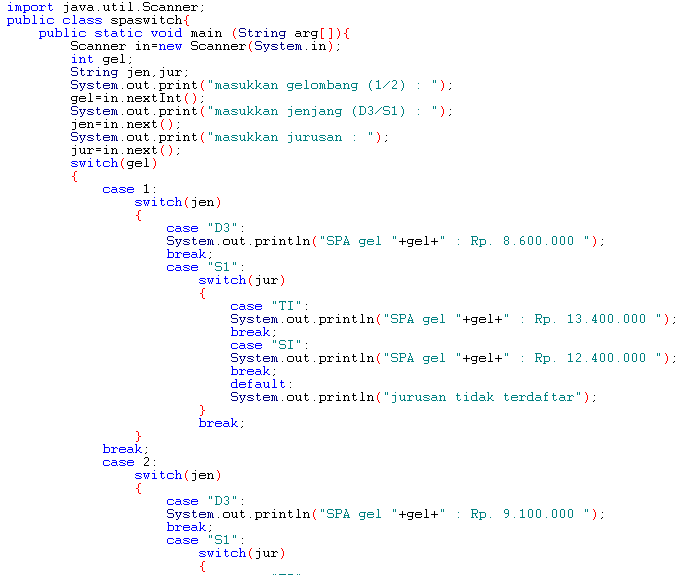 import java.util.Scanner;
public class spaswitch{
    public static void main (String arg[]){
        Scanner in=new Scanner(System.in);
        int gel;
        String jen,jur;
        System.out.print("masukkan gelombang (1/2) : ");
        gel=in.nextInt();
        System.out.print("masukkan jenjang (D3/S1) : ");
        jen=in.next();
        System.out.print("masukkan jurusan : ");
        jur=in.next();
        switch(gel)
        {
            case 1:
                switch(jen)
                {
                    case "D3":
                    System.out.println("SPA gel "+gel+" : Rp. 8.600.000 ");
                    break;
                    case "S1":
                        switch(jur)
                        {
                            case "TI":
                            System.out.println("SPA gel "+gel+" : Rp. 13.400.000 ");
                            break;
                            case "SI":
                            System.out.println("SPA gel "+gel+" : Rp. 12.400.000 ");
                            break;
                            default:
                            System.out.println("jurusan tidak terdaftar");
                        }
                        break;
                }
            break;
            case 2:
                switch(jen)
                {
                    case "D3":
                    System.out.println("SPA gel "+gel+" : Rp. 9.100.000 ");
                    break;
                    case "S1":
                        switch(jur)
                        {